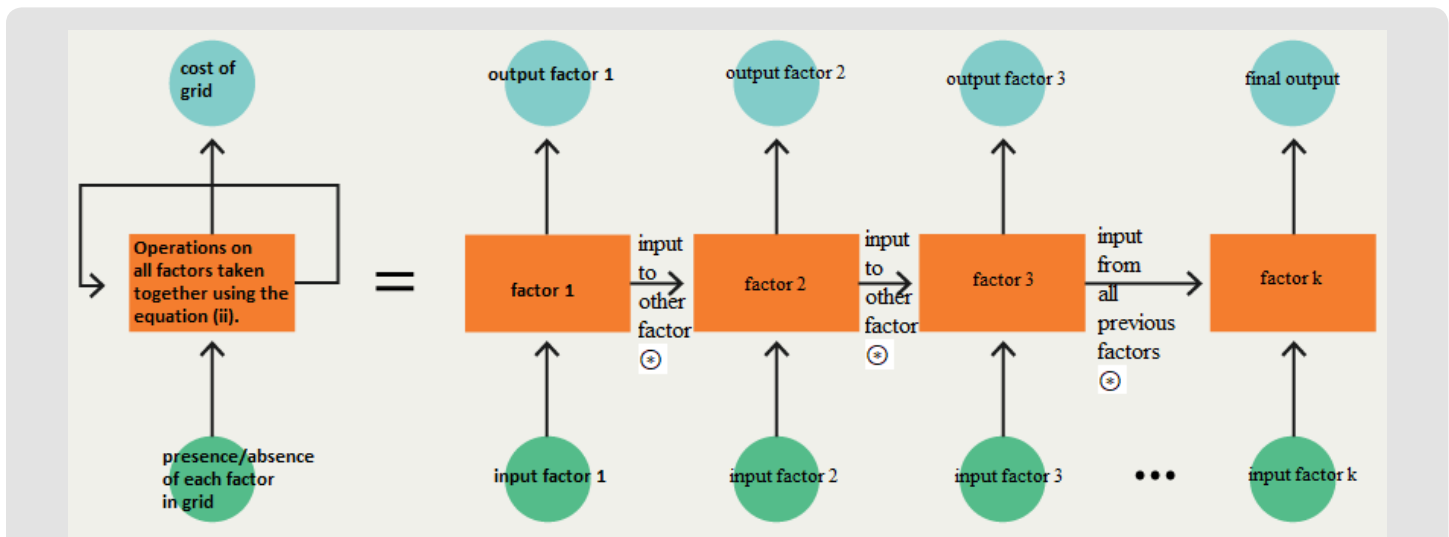 cost of
grid
output factor 1
output factor 2
output factor 3
final output
Operations on
all factors taken
together using the
equation (ii).
=
factor 1
input
to
other
factor
⊛
factor 2
input
to
other
factor
⊛
factor 3
input
from
all
previous
factors
⊛
factor k
presence/absence
of each factor
in grid
input factor 1
input factor 2
input factor 3
•••
input factor k